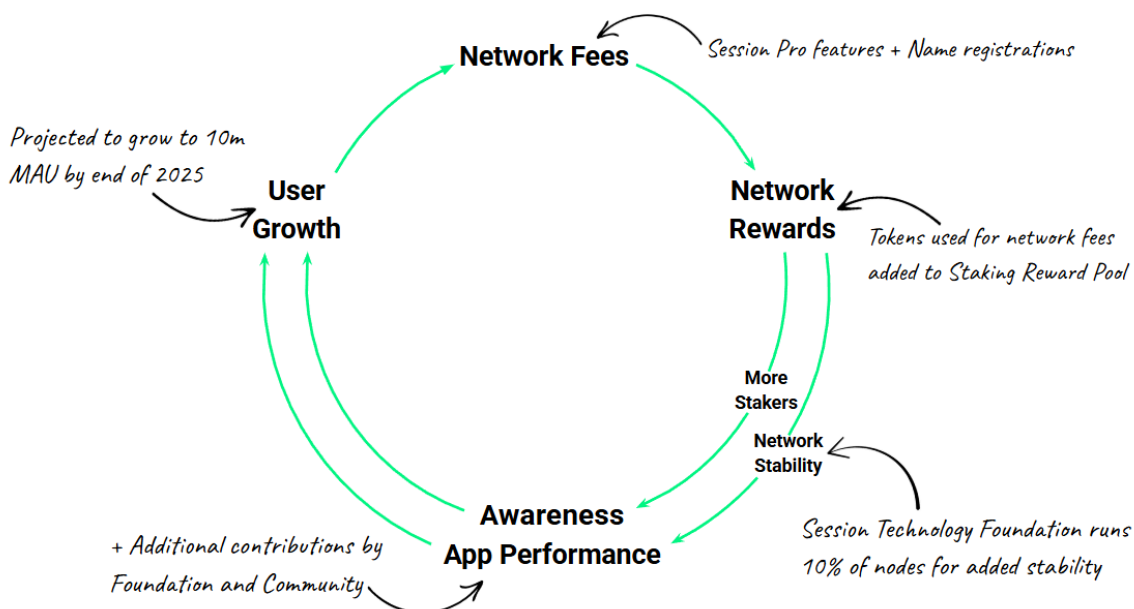 Network Fees
Session Pro features + Name registrations
Projected to grow to 10m
MAU by end of 2025
User
Growth
Network
Rewards
Tokens used for network fees
added to Staking Reward Pool
More
Stakers
Network
Stability
Awareness
App Performance
Session Technology Foundation runs
10% of nodes for added stability
+ Additional contributions by
Foundation and Community